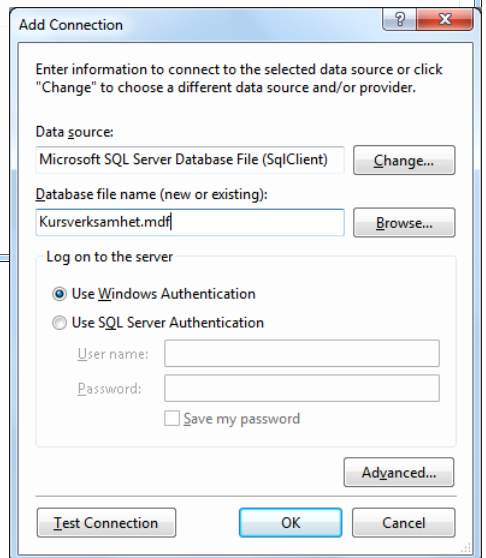 Add Connection
Enter information to connect to the selected data source or click
"Change" to choose a different data source and/or provider.
Data source:
Microsoft SQL Server Database File (SqlClient)
Change...
Database file name (new or existing):
Kursverksamhet.mdf
Browse...
Log on to the server
Use Windows Authentication
Use SQL Server Authentication
User name:
Password:
Save my password
Advanced...
Test Connection
OK
Cancel